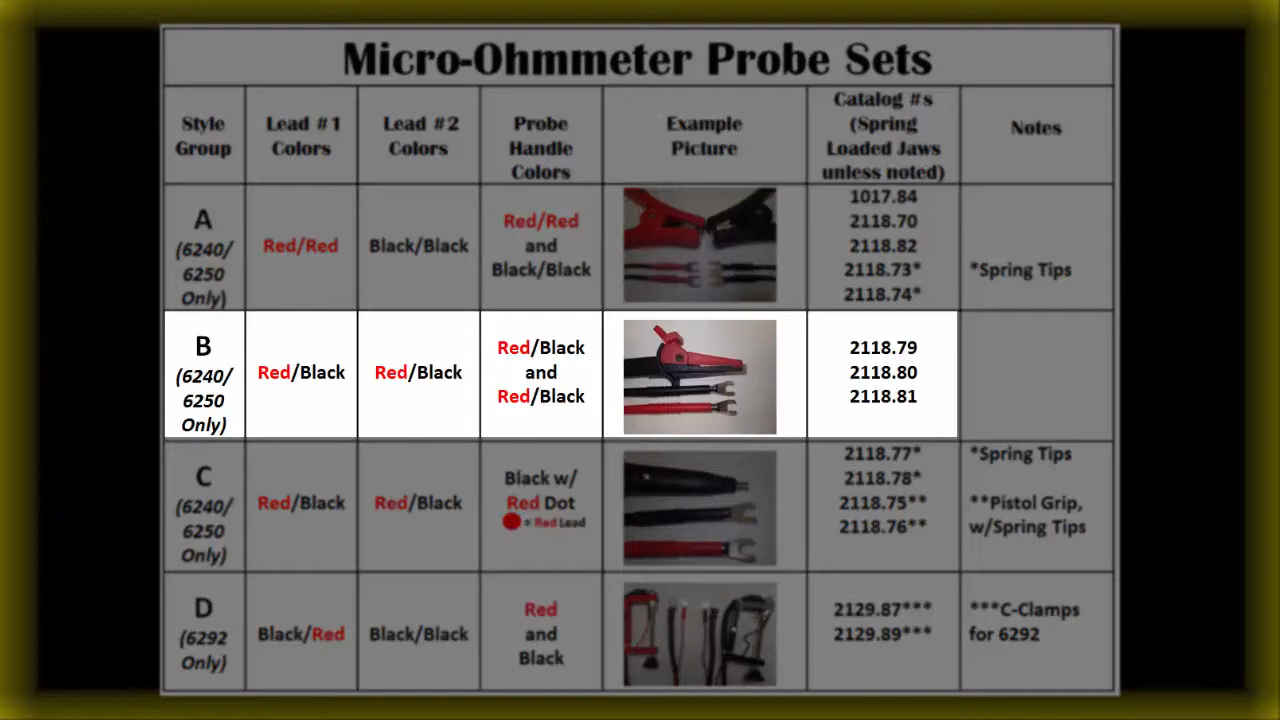 Micro-Ohmmeter Probe Sets
Style
Group
Lead #1
Colors
Lead #2
Colors
Probe
Handle
Colors
Example
Picture
Catalog #s
(Spring
Loaded Jaws
unless noted)
Notes
A
(6240/
6250
Only)
Red/Red
Black/Black
Red/Red
and
Black/Black
1017.84
2118.70
2118.82
2118.73*
2118.74*
*Spring Tips
B
(6240/
6250
Only)
Red/Black
Red/Black
Red/Black
and
Red/Black
2118.79
2118.80
2118.81
C
(6240/
6250
Only)
Red/Black
Red/Black
Black w/
Red Dot
= Red Lead
2118.77*
2118.78*
2118.75**
2118.76**
*Spring Tips
**Pistol Grip,
w/Spring Tips
D
(6292
Only)
Black/Red
Black/Black
Red
and
Black
2129.87***
2129.89***
***C-Clamps
for 6292